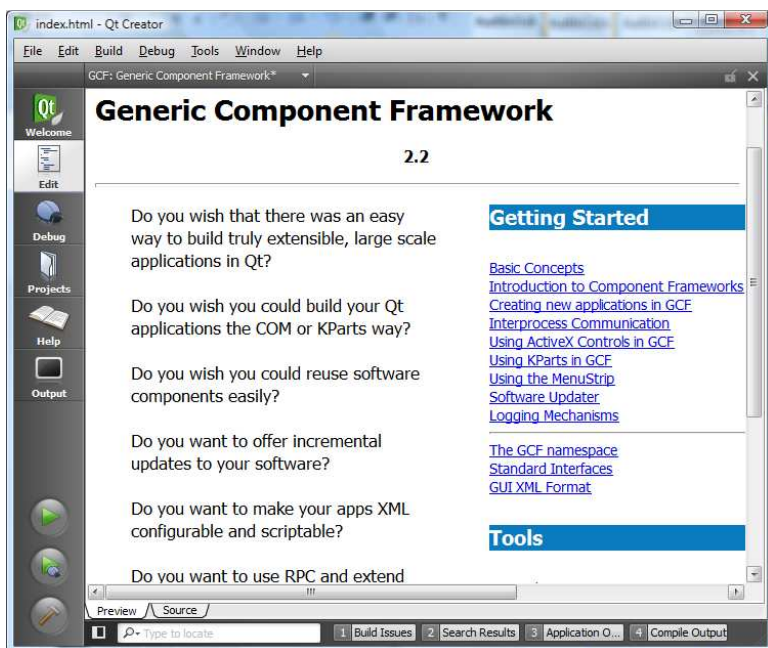 index.html - Qt Creator
File Edit Build Debug Tools Window Help
GCF: Generic Component Framework*
Qt
Welcome
Edit
Debug
Projects
Help
Output
Generic Component Framework
2.2
Do you wish that there was an easy
way to build truly extensible, large scale
applications in Qt?
Do you wish you could build your Qt
applications the COM or KParts way?
Do you wish you could reuse software
components easily?
Do you want to offer incremental
updates to your software?
Do you want to make your apps XML
configurable and scriptable?
Do you want to use RPC and extend
Getting Started
Basic Concepts
Introduction to Component Frameworks
Creating new applications in GCF
Interprocess Communication
Using ActiveX Controls in GCF
Using KParts in GCF
Using the MenuStrip
Software Updater
Logging Mechanisms
The GCF namespace
Standard Interfaces
GUI XML Format
Tools
Preview Source
Type to locate
1 Build Issues 2 Search Results 3 Application O... 4 Compile Output